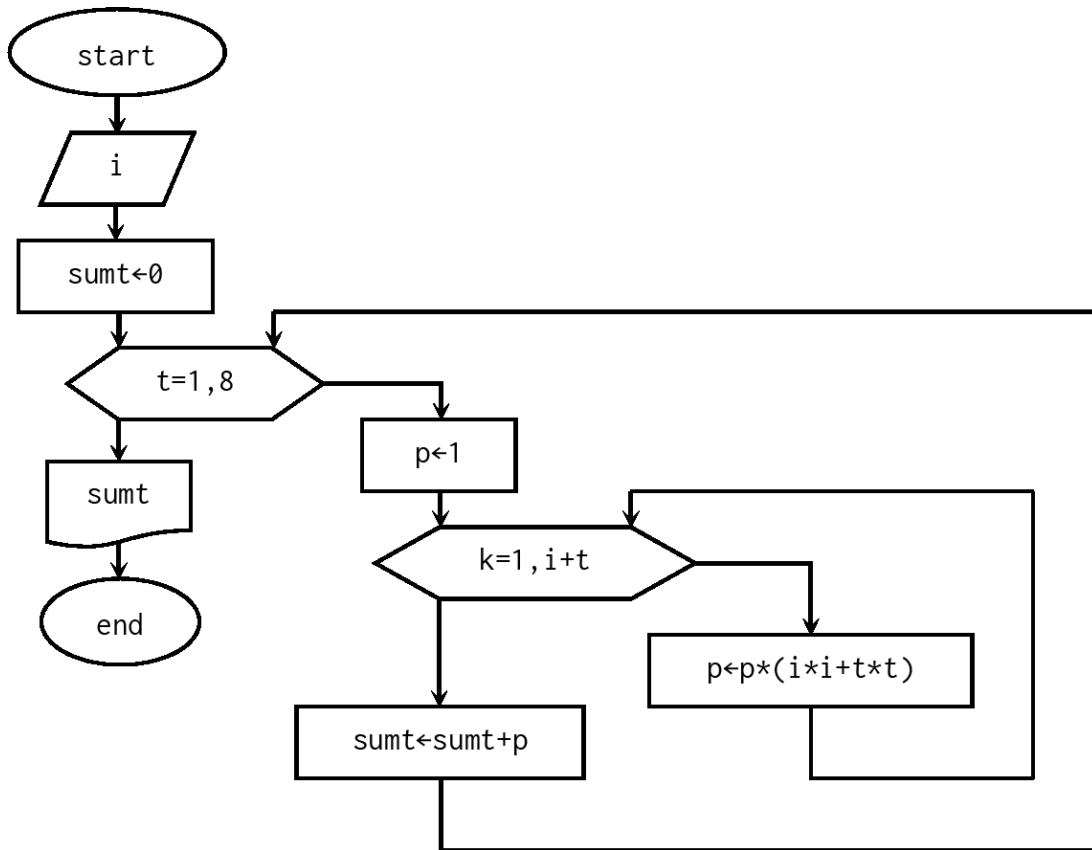 start
i
sumt←0
t=1,8
p←1
sumt
k=1,i+t
end
p←p*(i*i+t*t)
sumt←sumt+p